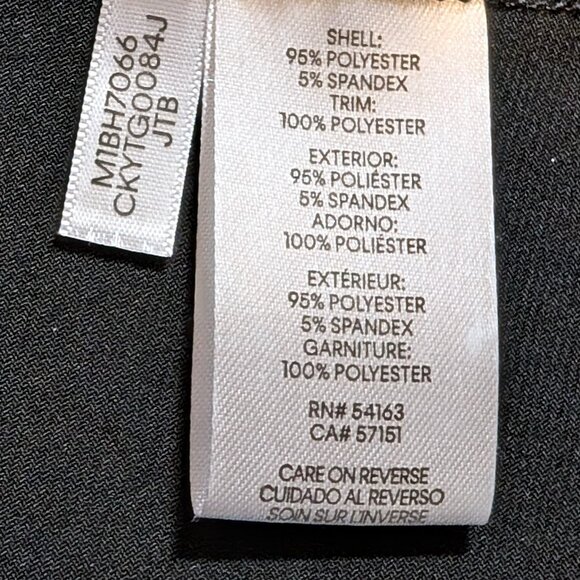 M1BH7066
CKYTG0084J
JTB
SHELL:
95% POLYESTER
5% SPANDEX
TRIM:
100% POLYESTER
EXTERIOR:
95% POLIÉSTER
5% SPANDEX
ADORNO:
100% POLIÉSTER
EXTÉRIEUR:
95% POLYESTER
5% SPANDEX
GARNITURE:
100% POLYESTER
RN# 54163
CA# 57151
CARE ON REVERSE
CUIDADO AL REVERSO
SOIN SUR L'INVERSE